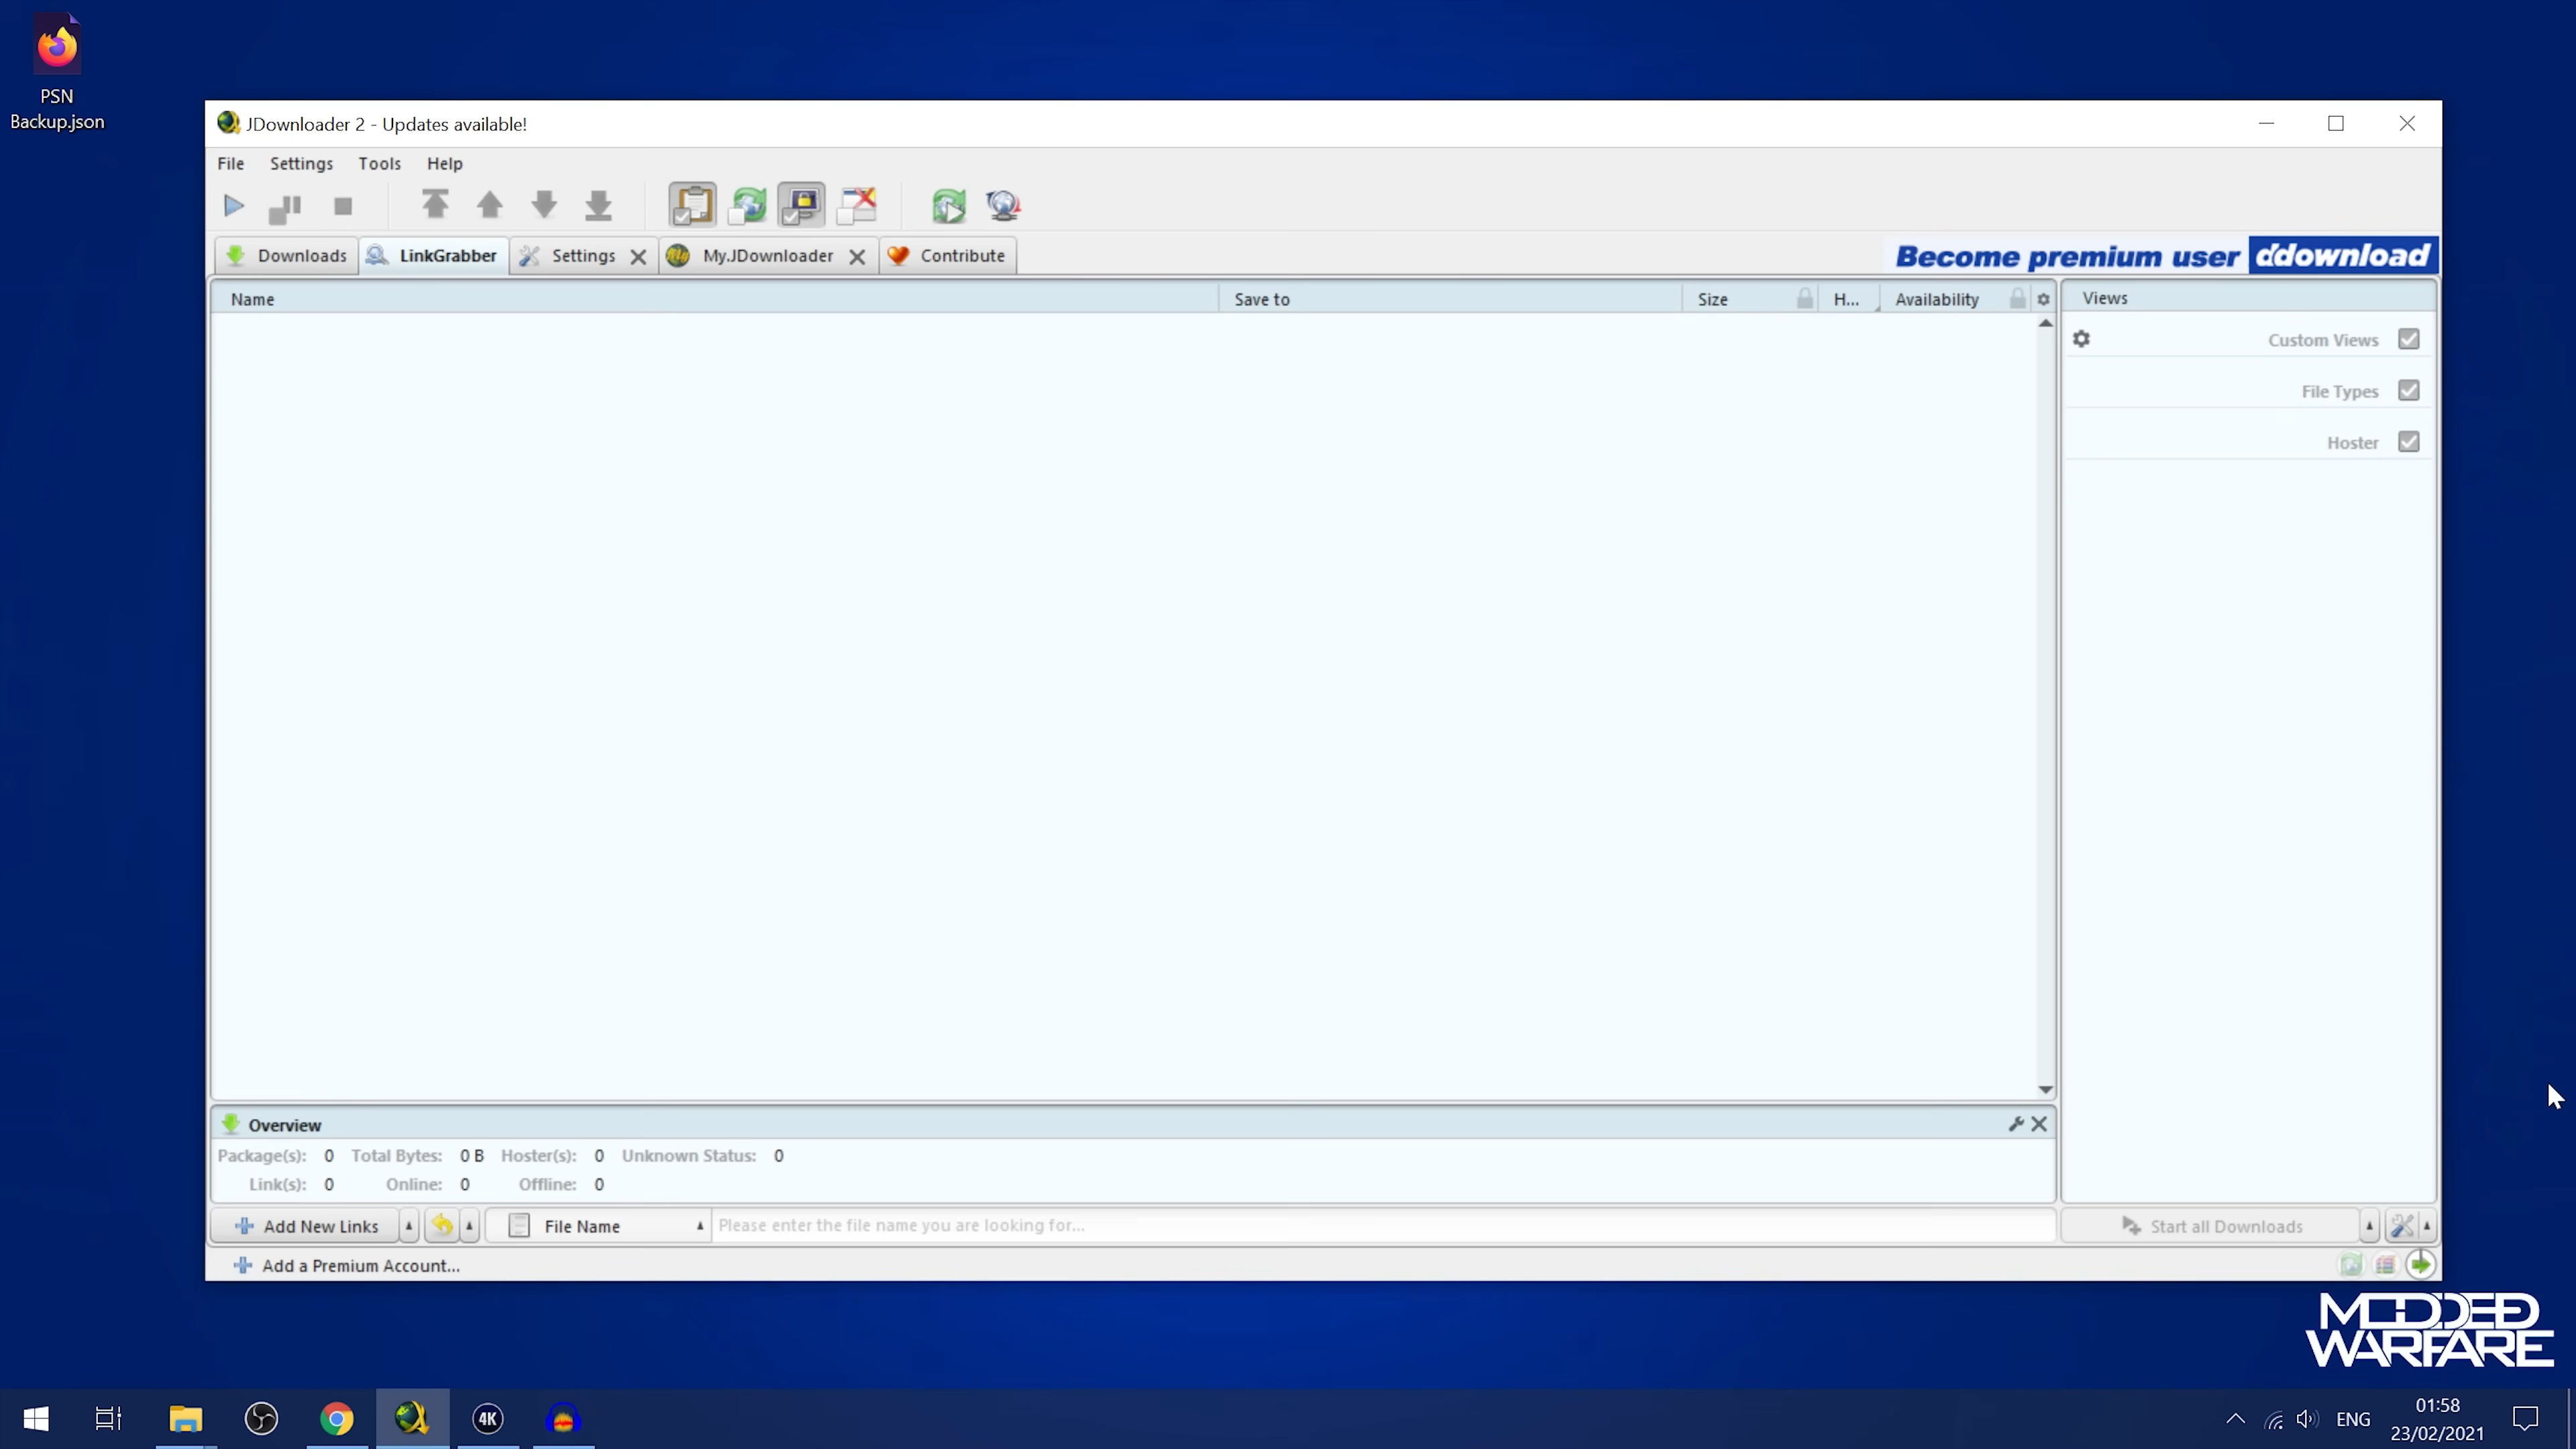 PSN
Backup.json
JDownloader 2 - Updates available!
File Settings Tools Help
Downloads LinkGrabber Settings MyJDownloader Contribute
Become premium user ddownload
Name Save to Size H... Availability
Views
Custom Views
File Types
Hoster
Overview
Package(s): 0 Total Bytes: 0 B Hoster(s): 0 Unknown Status: 0
Link(s): 0 Online: 0 Offline: 0
Add New Links File Name Please enter the file name you are looking for... Start all Downloads
Add a Premium Account...
MODDED
WARFARE
4K
ENG
01:58
23/02/2021